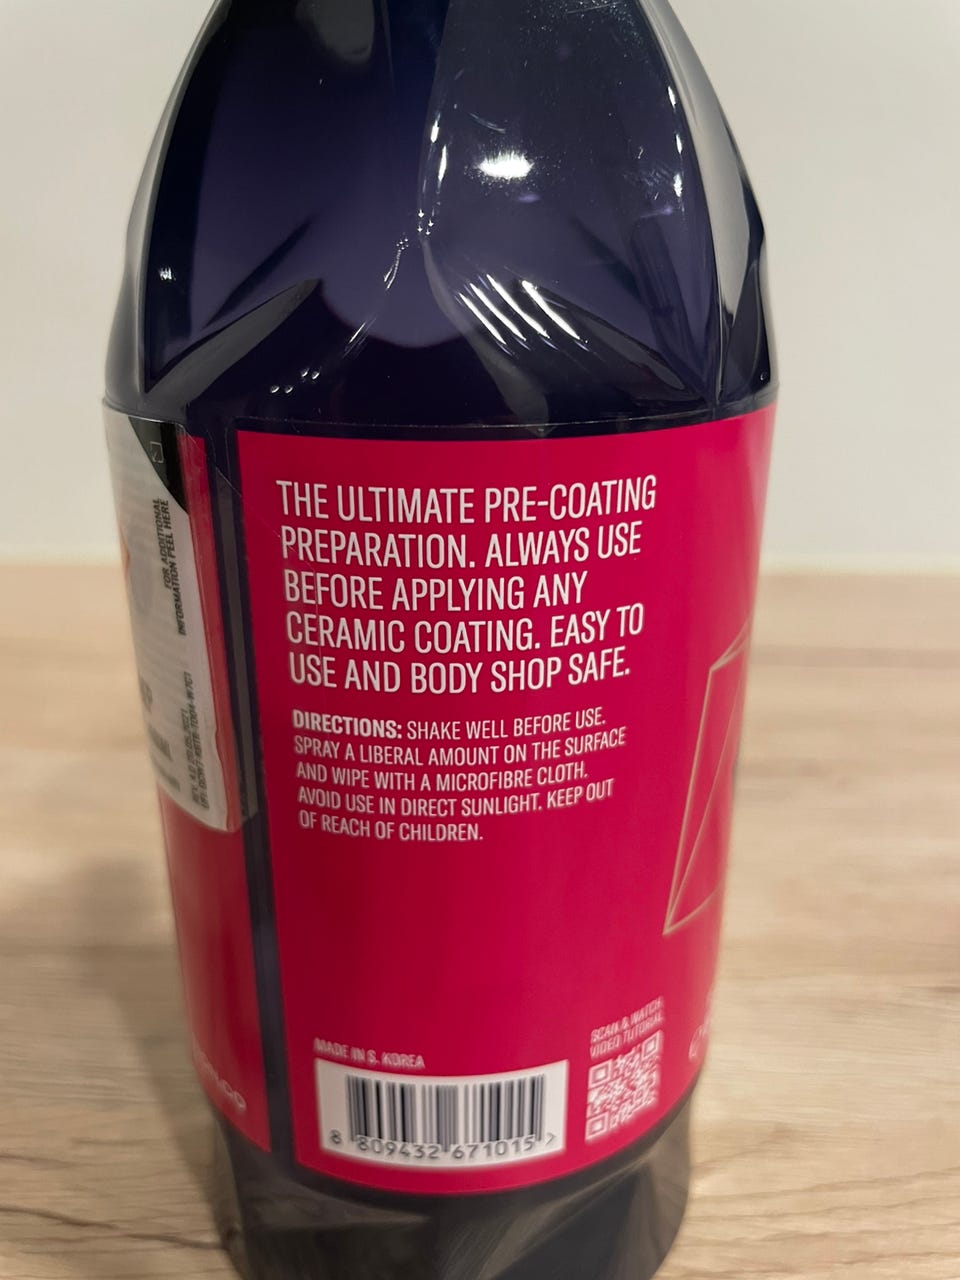 THE ULTIMATE PRE-COATING
PREPARATION. ALWAYS USE
BEFORE APPLYING ANY
CERAMIC COATING. EASY TO
USE AND BODY SHOP SAFE.
DIRECTIONS: SHAKE WELL BEFORE USE.
SPRAY A LIBERAL AMOUNT ON THE SURFACE
AND WIPE WITH A MICROFIBRE CLOTH.
AVOID USE IN DIRECT SUNLIGHT. KEEP OUT
OF REACH OF CHILDREN.
MADE IN S. KOREA
8 809432 671015 >
SCAN & WATCH
VIDEO TUTORIAL
FOR ADDITIONAL
INFORMATION PEEL HERE